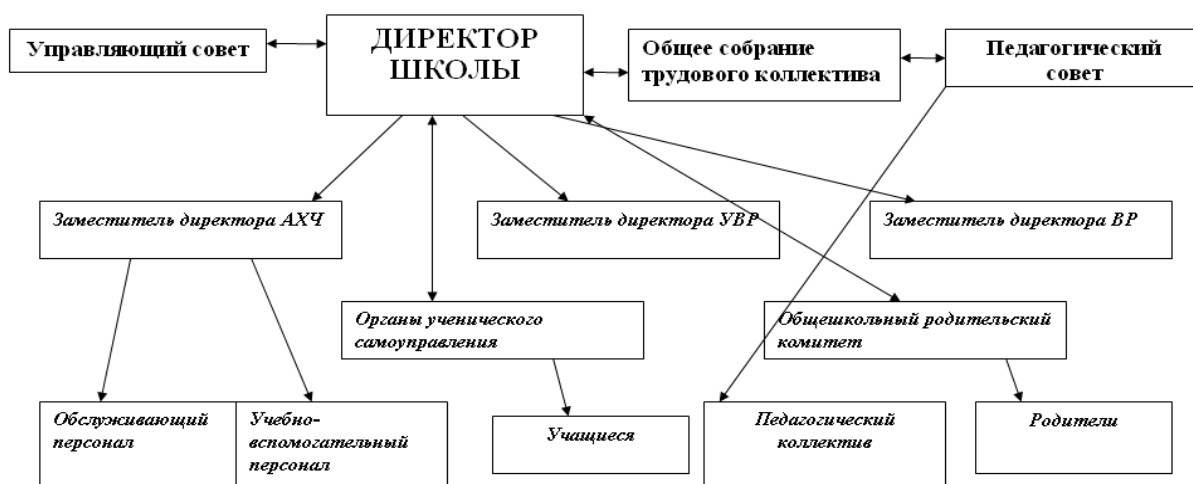 Управляющий совет
ДИРЕКТОР
ШКОЛЫ
Общее собрание
трудового коллектива
Педагогический
совет
Заместитель директора АХЧ
Заместитель директора УВР
Заместитель директора ВР
Органы ученического
самоуправления
Общешкольный родительский
комитет
Обслуживающий
персонал
Учебно-
вспомогательный
персонал
Учащиеся
Педагогический
коллектив
Родители